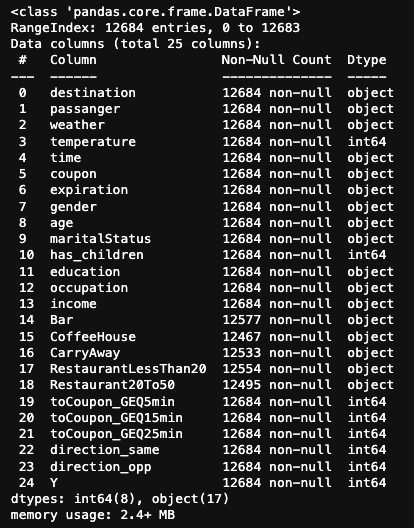 <class 'pandas.core.frame.DataFrame'>
RangeIndex: 12684 entries, 0 to 12683
Data columns (total 25 columns):
 #   Column                Non-Null Count  Dtype
---  ------                --------------  -----
 0   destination           12684 non-null  object
 1   passanger             12684 non-null  object
 2   weather               12684 non-null  object
 3   temperature           12684 non-null  int64
 4   time                  12684 non-null  object
 5   coupon                12684 non-null  object
 6   expiration            12684 non-null  object
 7   gender                12684 non-null  object
 8   age                   12684 non-null  object
 9   maritalStatus         12684 non-null  object
 10  has_children          12684 non-null  int64
 11  education             12684 non-null  object
 12  occupation            12684 non-null  object
 13  income                12684 non-null  object
 14  Bar                   12577 non-null  object
 15  CoffeeHouse           12467 non-null  object
 16  CarryAway             12533 non-null  object
 17  RestaurantLessThan20  12554 non-null  object
 18  Restaurant20To50      12495 non-null  object
 19  toCoupon_GEQ5min      12684 non-null  int64
 20  toCoupon_GEQ15min     12684 non-null  int64
 21  toCoupon_GEQ25min     12684 non-null  int64
 22  direction_same        12684 non-null  int64
 23  direction_opp         12684 non-null  int64
 24  Y                     12684 non-null  int64
dtypes: int64(8), object(17)
memory usage: 2.4+ MB